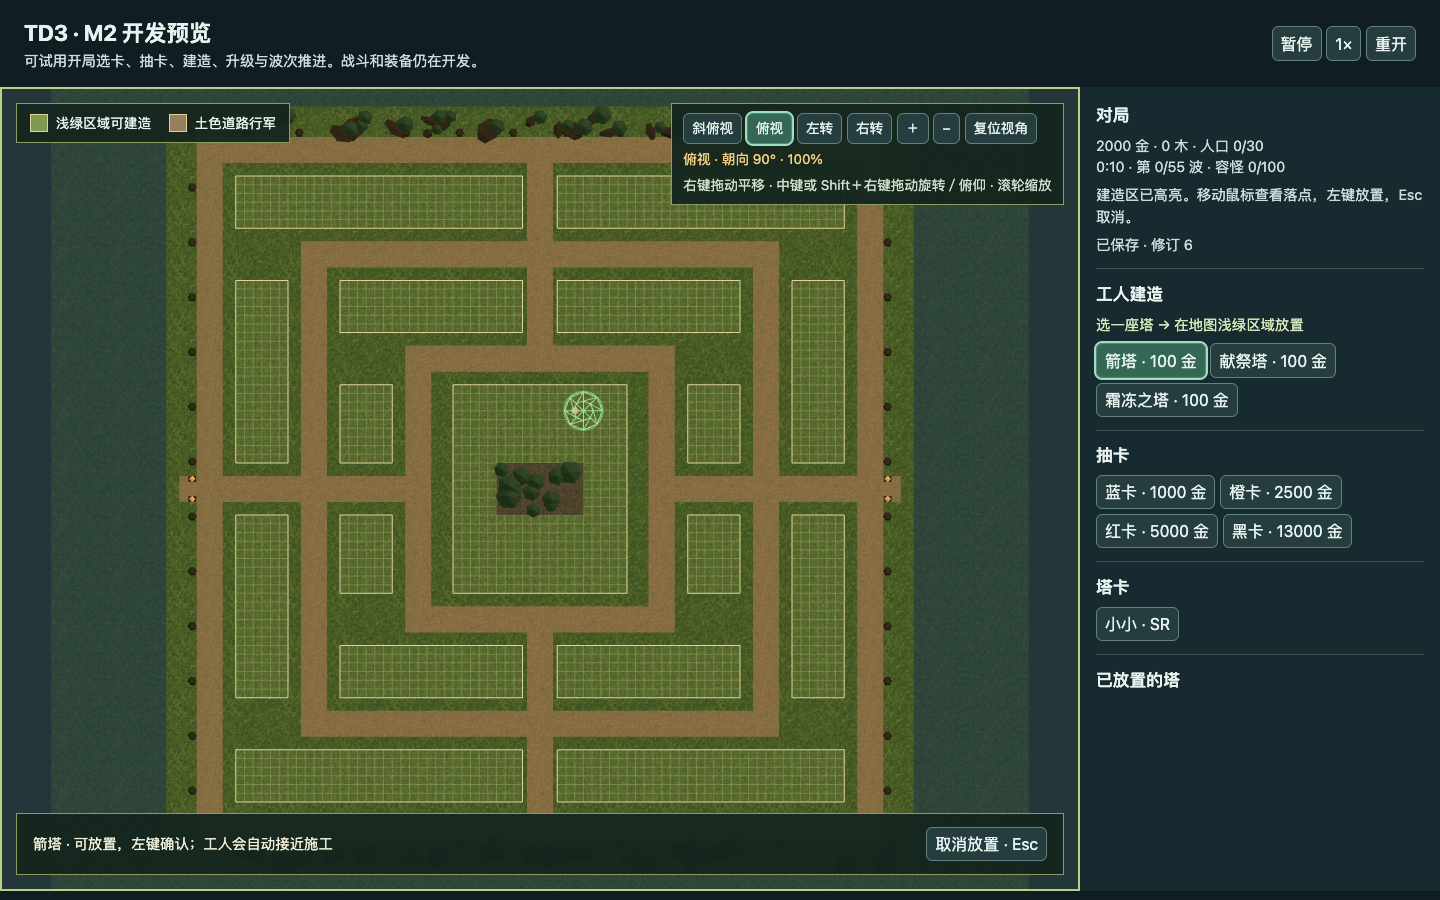 TD3 · M2 开发预览
可试用开局选卡、抽卡、建造、升级与波次推进。战斗和装备仍在开发。
暂停 1× 重开
浅绿区域可建造 土色道路行军
斜俯视 俯视 左转 右转 + − 复位视角
俯视 · 朝向 90° · 100%
右键拖动平移 · 中键或 Shift＋右键拖动旋转 / 俯仰 · 滚轮缩放
箭塔 · 可放置，左键确认；工人会自动接近施工
取消放置 · Esc
对局
2000 金 · 0 木 · 人口 0/30
0:10 · 第 0/55 波 · 容怪 0/100
建造区已高亮。移动鼠标查看落点，左键放置，Esc
取消。
已保存 · 修订 6
工人建造
选一座塔 → 在地图浅绿区域放置
箭塔 · 100 金 献祭塔 · 100 金
霜冻之塔 · 100 金
抽卡
蓝卡 · 1000 金 橙卡 · 2500 金
红卡 · 5000 金 黑卡 · 13000 金
塔卡
小小 · SR
已放置的塔